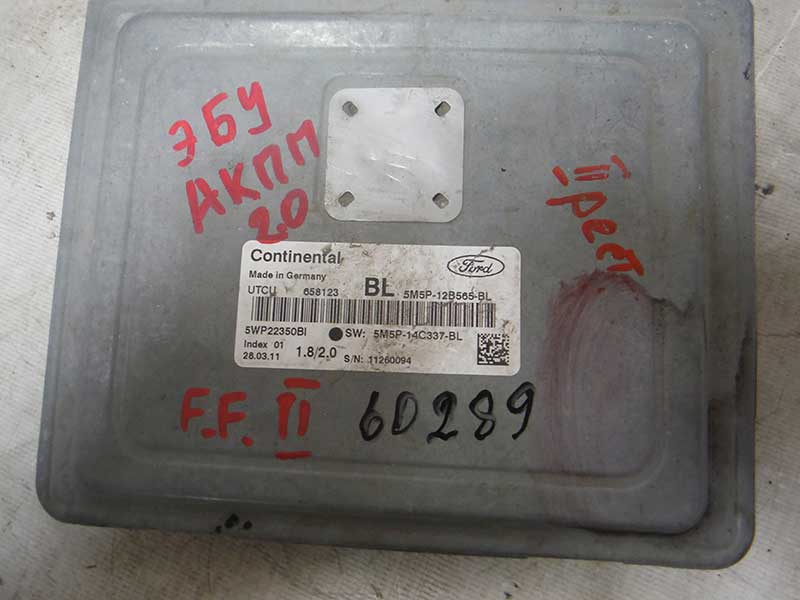 ЭБУ
АКПП
2.0
II рест
Continental
Ford
Made in Germany
UTCU 658123 BL 5M5P-12B565-BL
5WP22350BI SW: 5M5P-14C337-BL
Index 01
28.03.11 1.8/2.0 S/N: 11260094
F.F. II 6D289